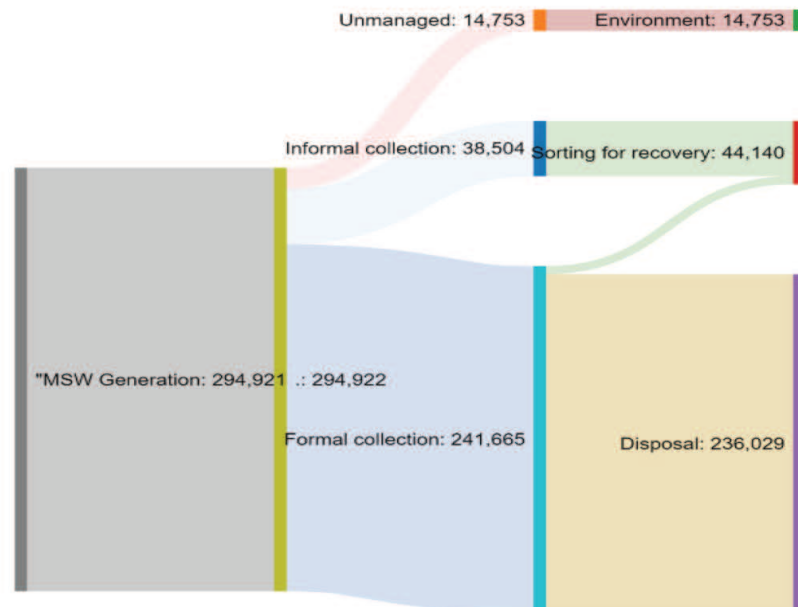 Unmanaged: 14,753
Environment: 14,753
Informal collection: 38,504
Sorting for recovery: 44,140
"MSW Generation: 294,921
.: 294,922
Formal collection: 241,665
Disposal: 236,029